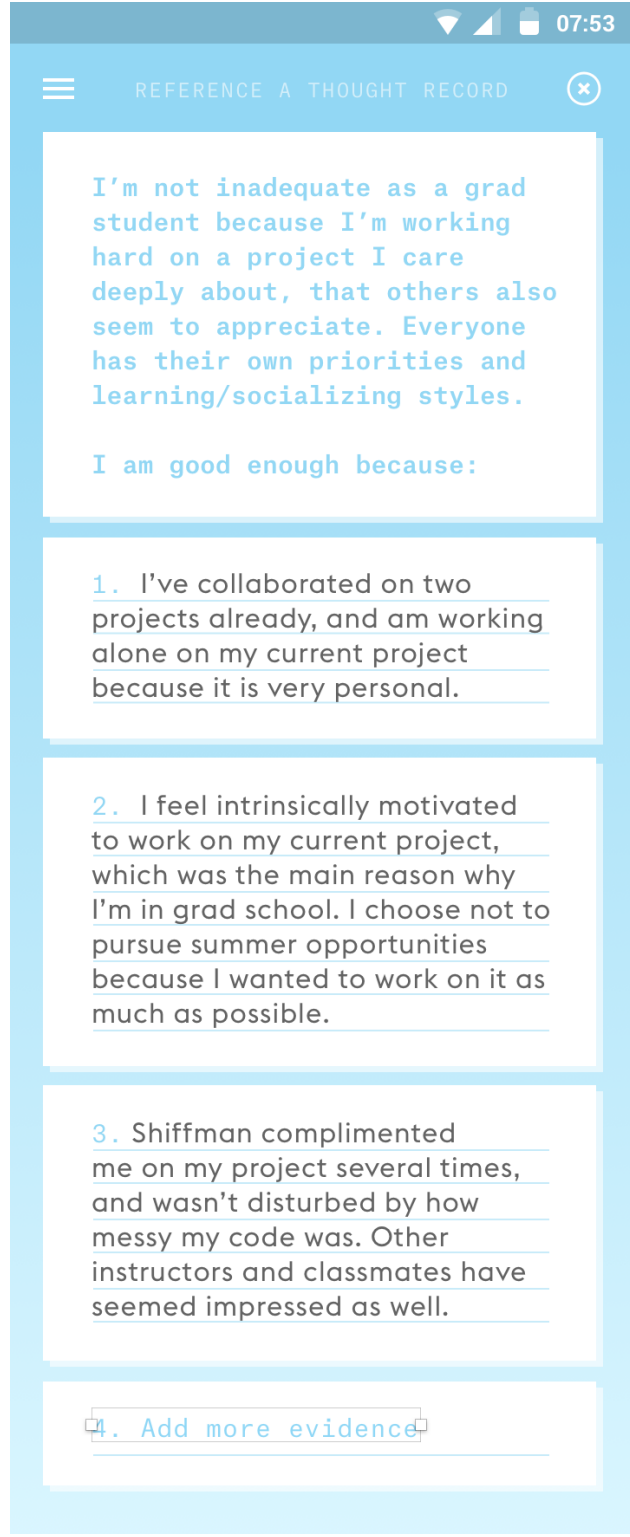 07:53
REFERENCE A THOUGHT RECORD
I’m not inadequate as a grad
student because I’m working
hard on a project I care
deeply about, that others also
seem to appreciate. Everyone
has their own priorities and
learning/socializing styles.
I am good enough because:
1. I’ve collaborated on two
projects already, and am working
alone on my current project
because it is very personal.
2. I feel intrinsically motivated
to work on my current project,
which was the main reason why
I’m in grad school. I choose not to
pursue summer opportunities
because I wanted to work on it as
much as possible.
3. Shiffman complimented
me on my project several times,
and wasn’t disturbed by how
messy my code was. Other
instructors and classmates have
seemed impressed as well.
4. Add more evidence